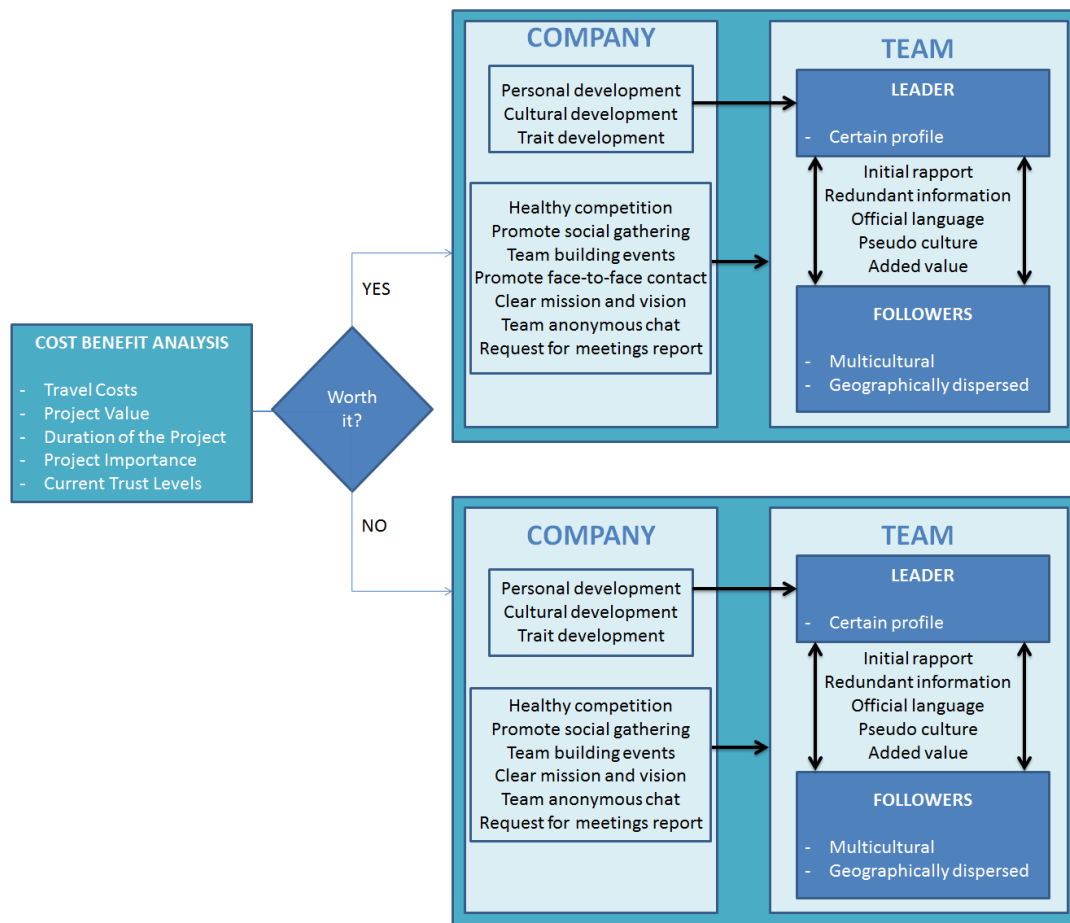 COST BENEFIT ANALYSIS
- Travel Costs
- Project Value
- Duration of the Project
- Project Importance
- Current Trust Levels
Worth
it?
YES
NO
COMPANY
Personal development
Cultural development
Trait development
Healthy competition
Promote social gathering
Team building events
Promote face-to-face contact
Clear mission and vision
Team anonymous chat
Request for meetings report
TEAM
LEADER
- Certain profile
Initial rapport
Redundant information
Official language
Pseudo culture
Added value
FOLLOWERS
- Multicultural
- Geographically dispersed
COMPANY
Personal development
Cultural development
Trait development
Healthy competition
Promote social gathering
Team building events
Clear mission and vision
Team anonymous chat
Request for meetings report
TEAM
LEADER
- Certain profile
Initial rapport
Redundant information
Official language
Pseudo culture
Added value
FOLLOWERS
- Multicultural
- Geographically dispersed